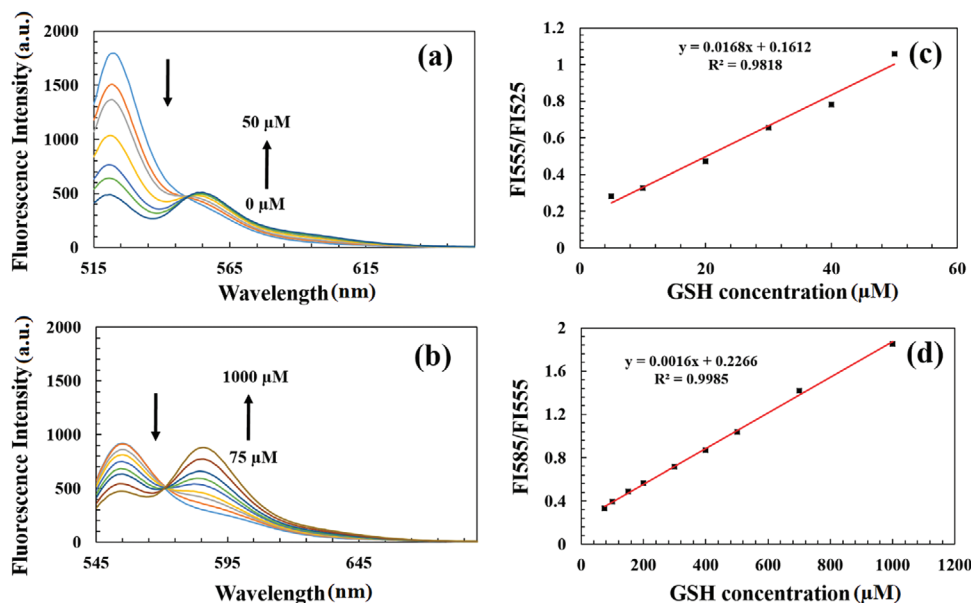 Fluorescence Intensity (a.u.)
2000
1500
1000
500
0
(a)
50 µM
0 µM
515
565
615
Wavelength (nm)
FI555/FI525
1.2
1
0.8
0.6
0.4
0.2
0
y = 0.0168x + 0.1612
R² = 0.9818
(c)
0
20
40
60
GSH concentration (µM)
Fluorescence Intensity (a.u.)
2000
1500
1000
500
0
(b)
1000 µM
75 µM
545
595
645
Wavelength (nm)
FI585/FI555
2
1.6
1.2
0.8
0.4
0
y = 0.0016x + 0.2266
R² = 0.9985
(d)
0
200
400
600
800
1000
1200
GSH concentration (µM)